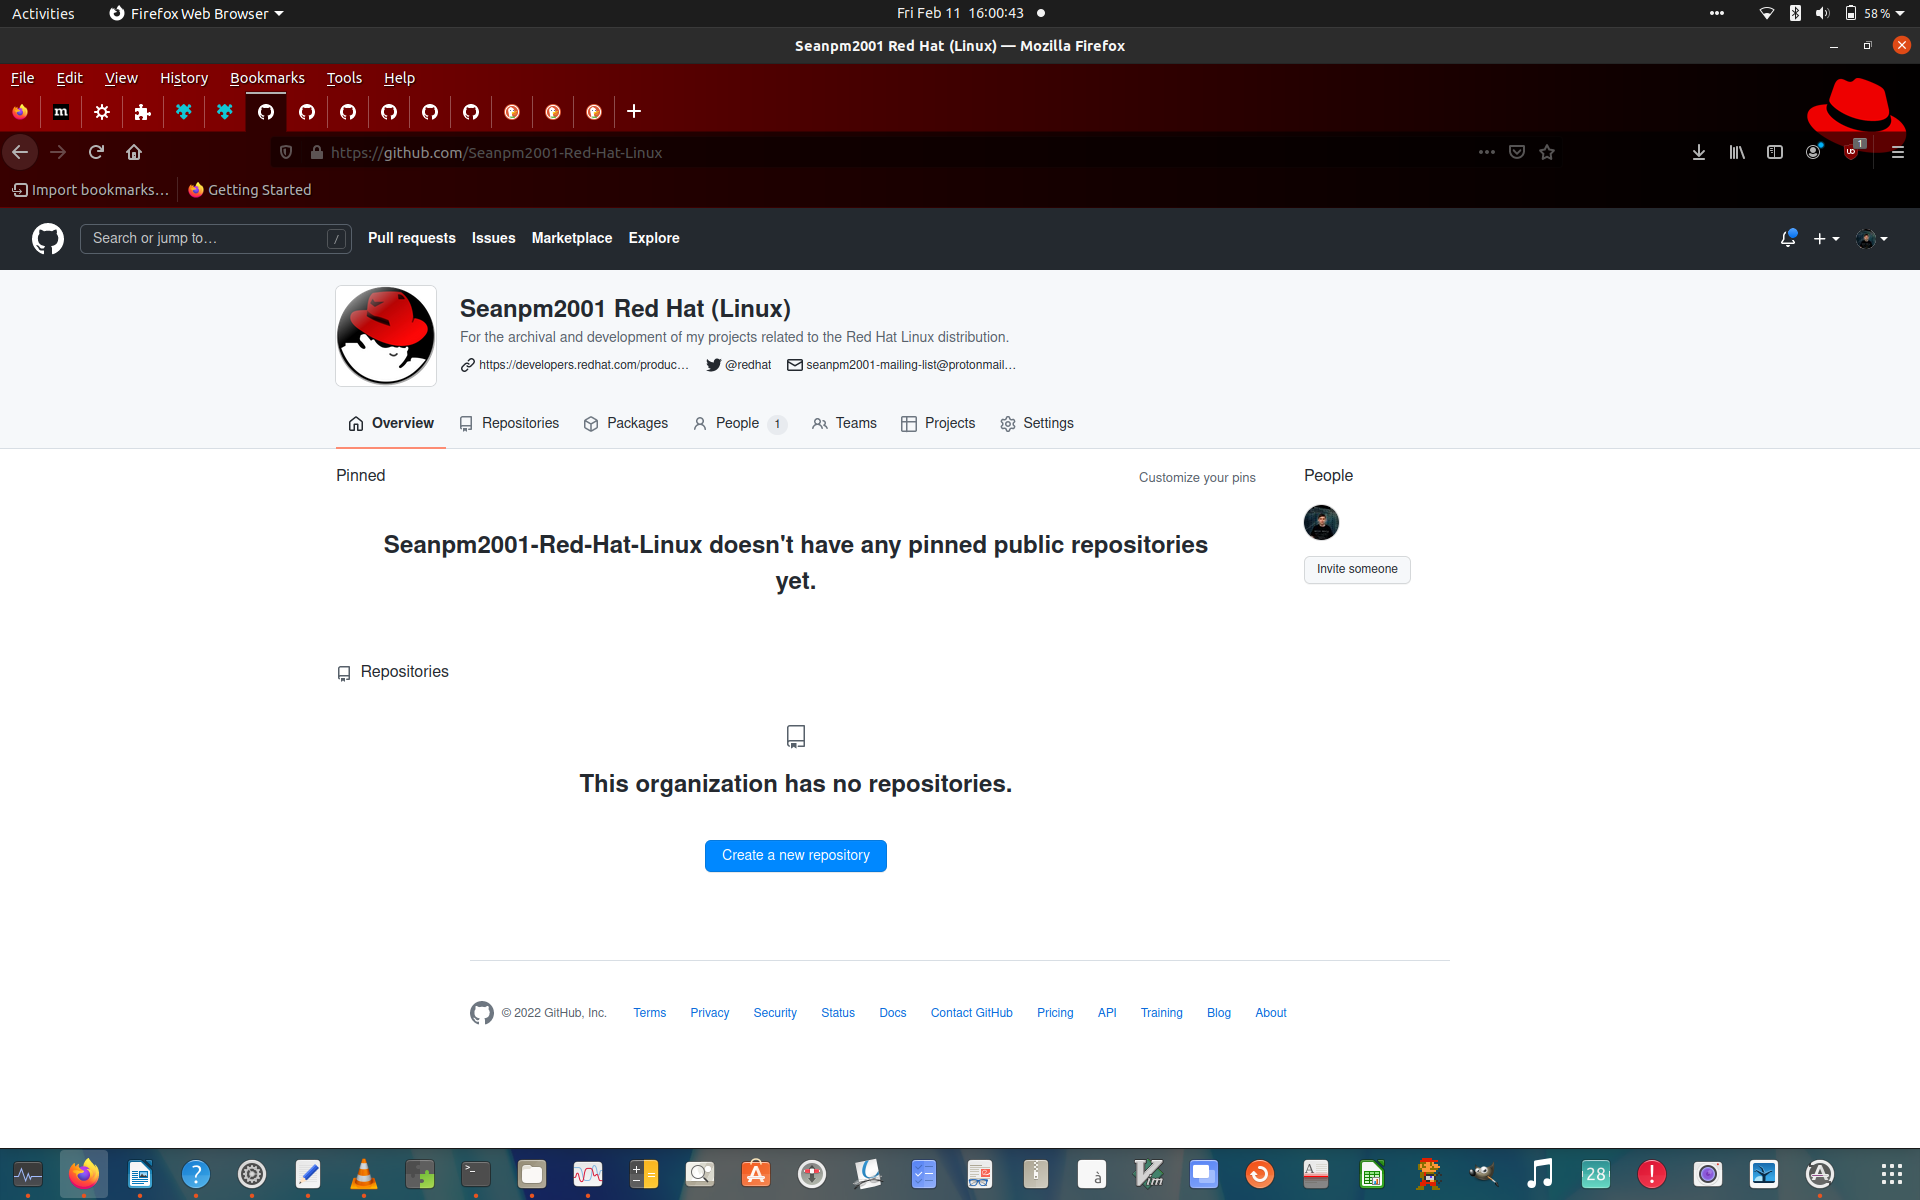 Activities Firefox Web Browser Fri Feb 11 16:00:43 58 %
Seanpm2001 Red Hat (Linux) — Mozilla Firefox
File Edit View History Bookmarks Tools Help
m
https://github.com/Seanpm2001-Red-Hat-Linux 1
Import bookmarks... Getting Started
Search or jump to... / Pull requests Issues Marketplace Explore
Seanpm2001 Red Hat (Linux)
For the archival and development of my projects related to the Red Hat Linux distribution.
https://developers.redhat.com/produc... @redhat seanpm2001-mailing-list@protonmail...
Overview Repositories Packages People 1 Teams Projects Settings
Pinned Customize your pins People
Seanpm2001-Red-Hat-Linux doesn't have any pinned public repositories
yet.
Invite someone
Repositories
This organization has no repositories.
Create a new repository
© 2022 GitHub, Inc. Terms Privacy Security Status Docs Contact GitHub Pricing API Training Blog About
28